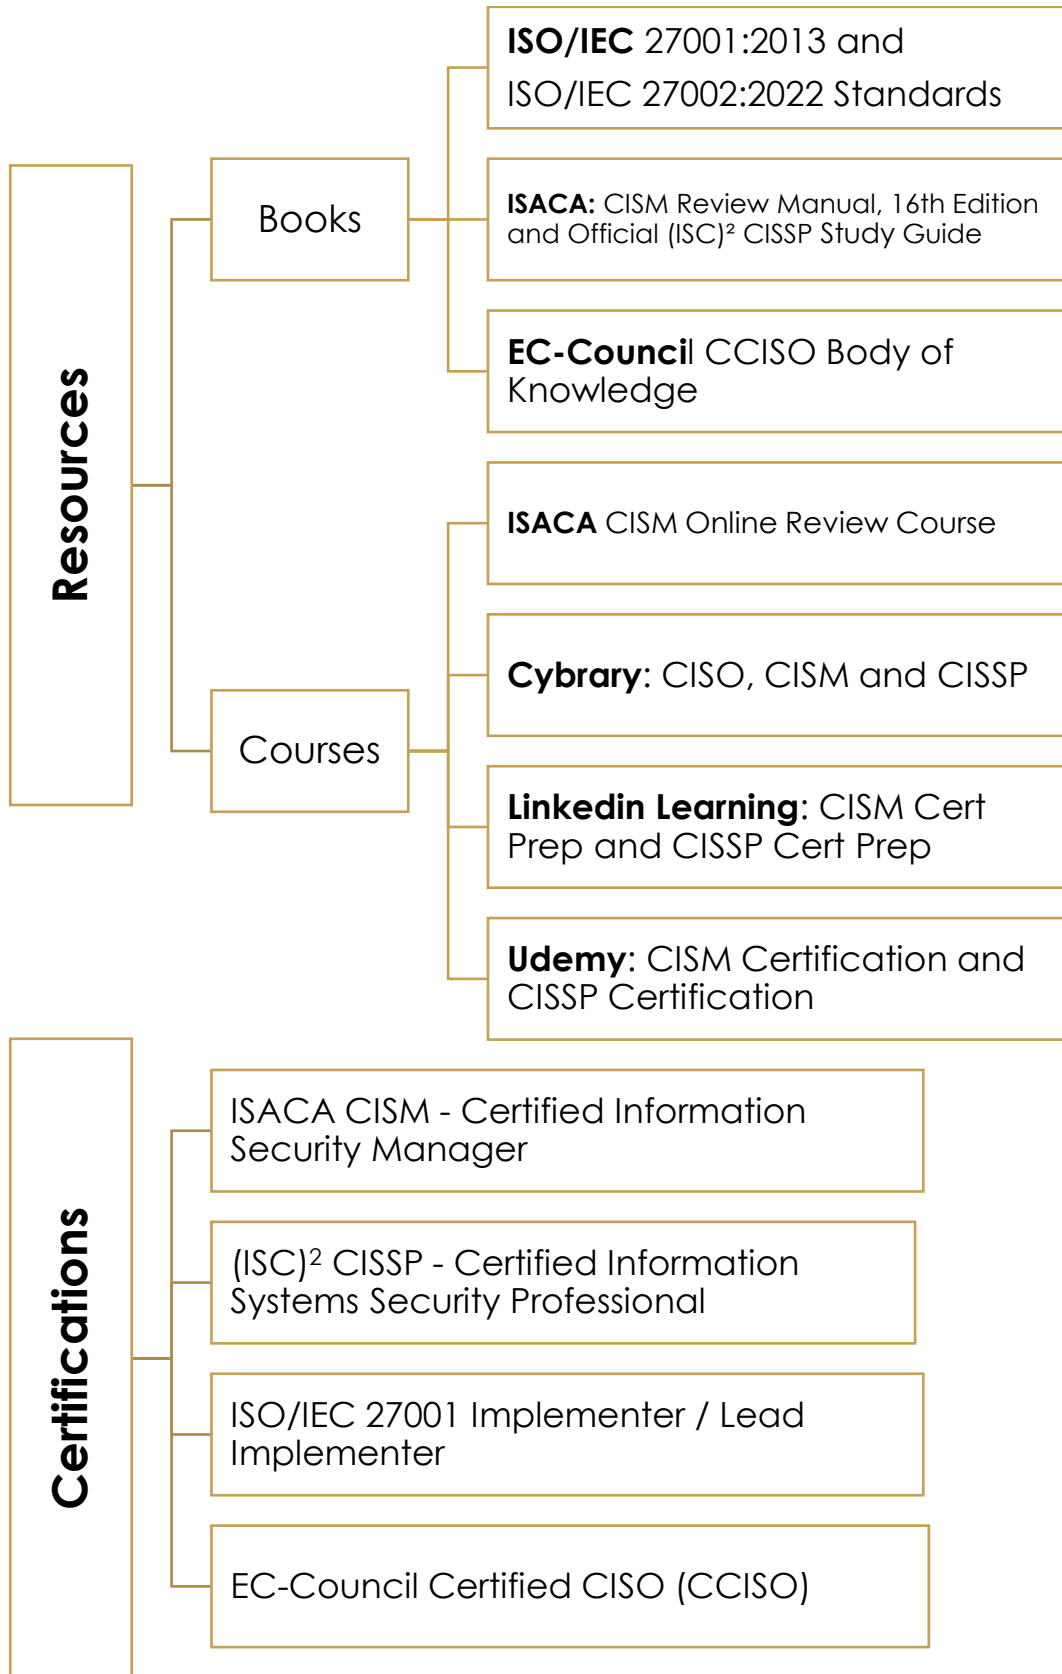 Resources
Books
ISO/IEC 27001:2013 and
ISO/IEC 27002:2022 Standards
ISACA: CISM Review Manual, 16th Edition
and Official (ISC)² CISSP Study Guide
EC-Council CCISO Body of
Knowledge
Courses
ISACA CISM Online Review Course
Cybrary: CISO, CISM and CISSP
Linkedin Learning: CISM Cert
Prep and CISSP Cert Prep
Udemy: CISM Certification and
CISSP Certification
Certifications
ISACA CISM - Certified Information
Security Manager
(ISC)² CISSP - Certified Information
Systems Security Professional
ISO/IEC 27001 Implementer / Lead
Implementer
EC-Council Certified CISO (CCISO)